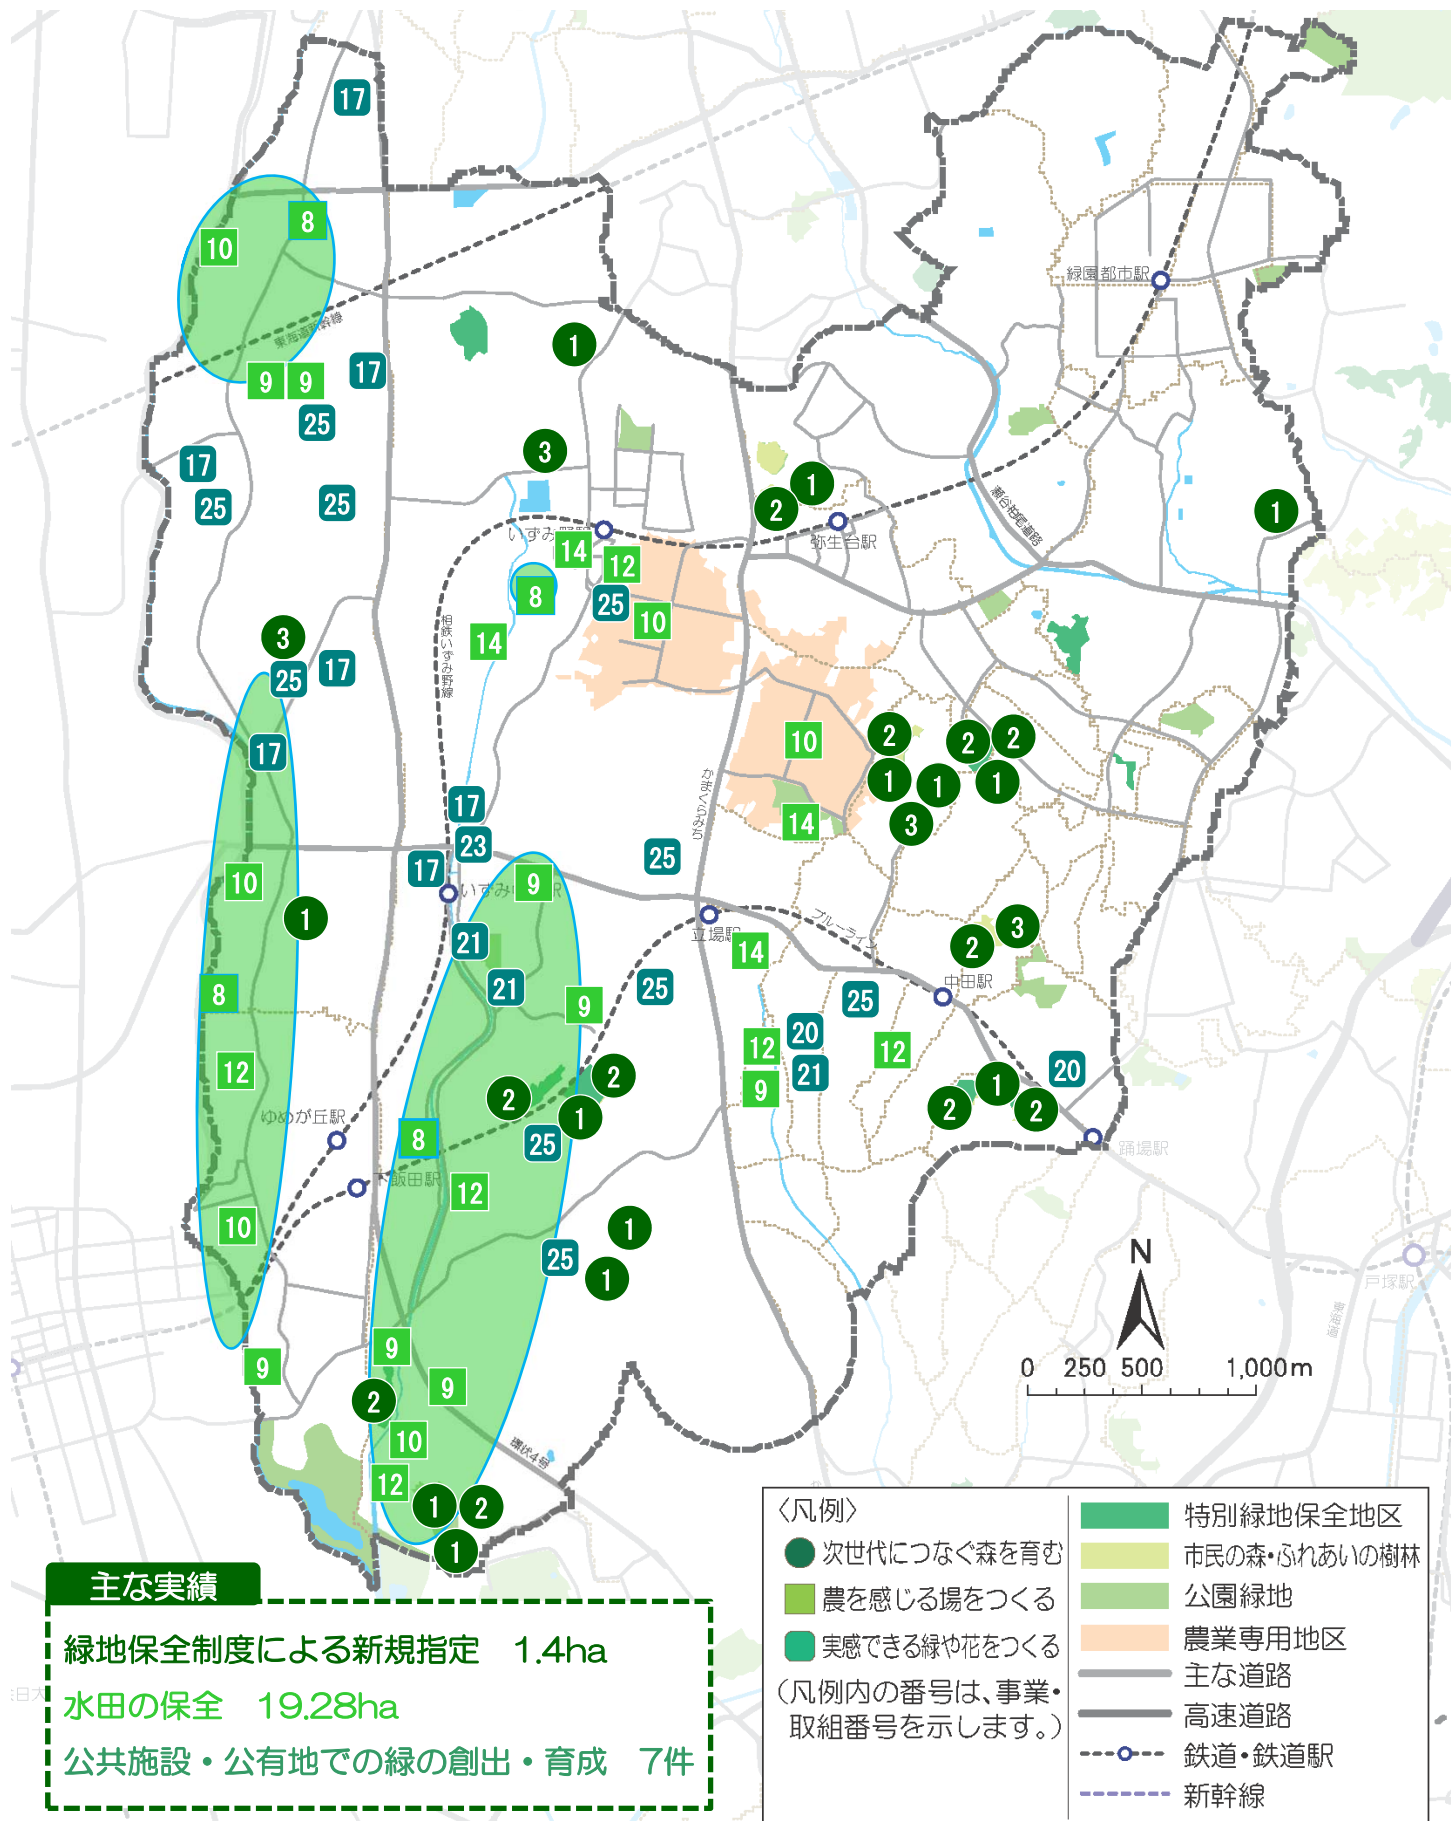 17
8
10
緑園都市駅
東海道新幹線
1
17
9
9
25
3
17
25
25
1
2
1
瀬谷柏尾道路
弥生台駅
14
12
8
25
10
14
相鉄いずみ野線
3
25
17
17
10
2
2
2
1
1
1
3
14
かまくらみち
17
23
17
25
10
9
1
21
立場駅
ブルーライン
14
2
3
中田駅
8
21
9
25
25
20
12
12
12
21
20
9
ゆめが丘駅
2
2
1
8
25
2
1
2
踊場駅
下飯田駅
12
10
1
25
1
N
戸塚駅
0 250 500 1,000m
9
9
9
2
10
環状4号
12
1
2
1
主な実績
緑地保全制度による新規指定 1.4ha
水田の保全 19.28ha
公共施設・公有地での緑の創出・育成 7件
〈凡例〉
次世代につなぐ森を育む
農を感じる場をつくる
実感できる緑や花をつくる
(凡例内の番号は、事業・
取組番号を示します。)
特別緑地保全地区
市民の森・ふれあいの樹林
公園緑地
農業専用地区
主な道路
高速道路
鉄道・鉄道駅
新幹線